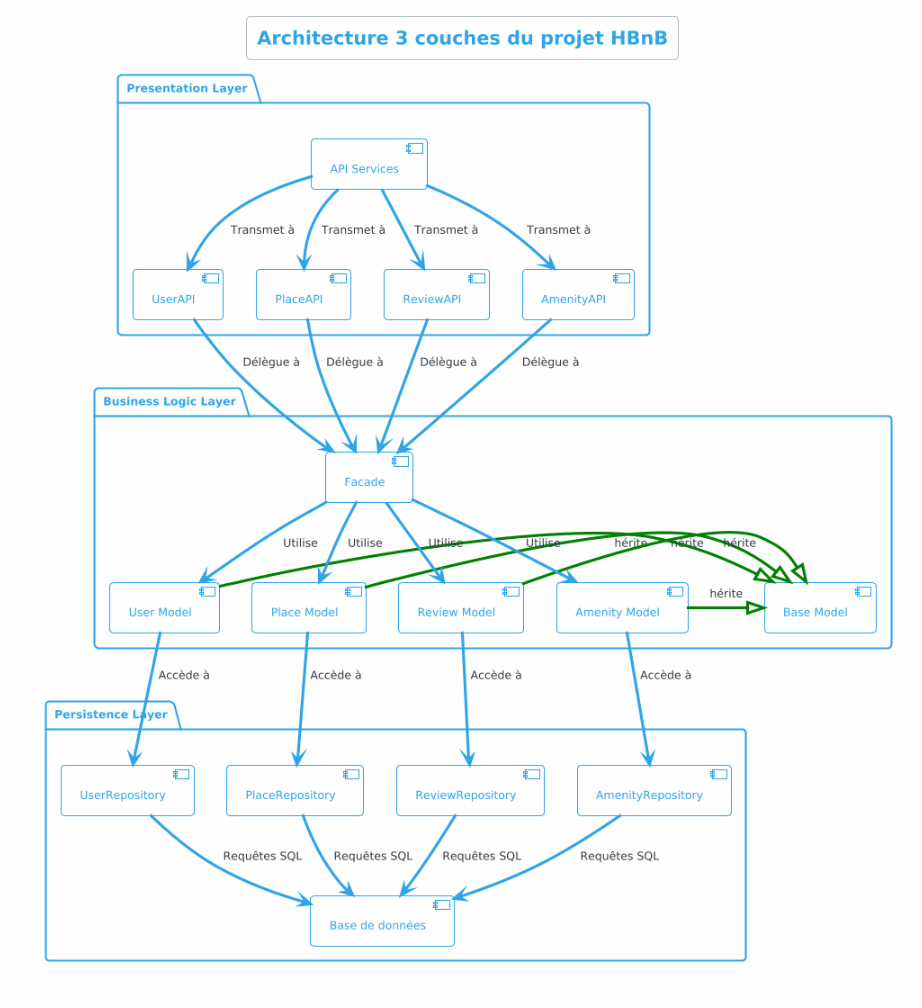 Architecture 3 couches du projet HBnB
Presentation Layer
API Services
Transmet à
Transmet à
Transmet à
Transmet à
UserAPI
PlaceAPI
ReviewAPI
AmenityAPI
Délègue à
Délègue à
Délègue à
Délègue à
Business Logic Layer
Facade
Utilise
Utilise
Utilise
Utilise
hérite
hérite
hérite
hérite
User Model
Place Model
Review Model
Amenity Model
Base Model
Accède à
Accède à
Accède à
Accède à
Persistence Layer
UserRepository
PlaceRepository
ReviewRepository
AmenityRepository
Requêtes SQL
Requêtes SQL
Requêtes SQL
Requêtes SQL
Base de données